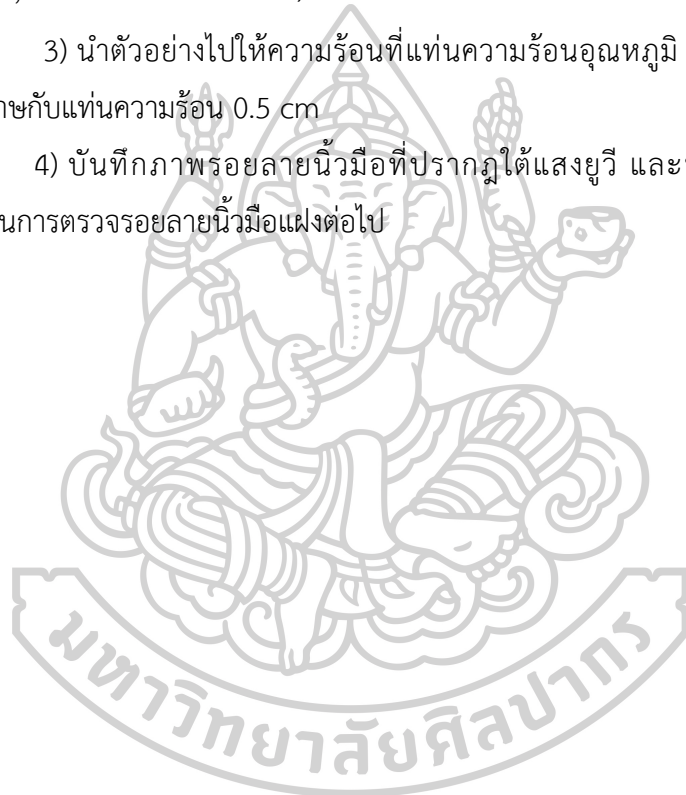 3) นำตัวอย่างไปให้ความร้อนที่แท่นความร้อนอุณหภูมิ
าษกับแท่นความร้อน 0.5 cm
4) บันทึกภาพรอยลายนิ้วมือที่ปรากฏใต้แสงยูวี และ
นการตรวจรอยลายนิ้วมือแฝงต่อไป
มหาวิทยาลัยศิลปากร